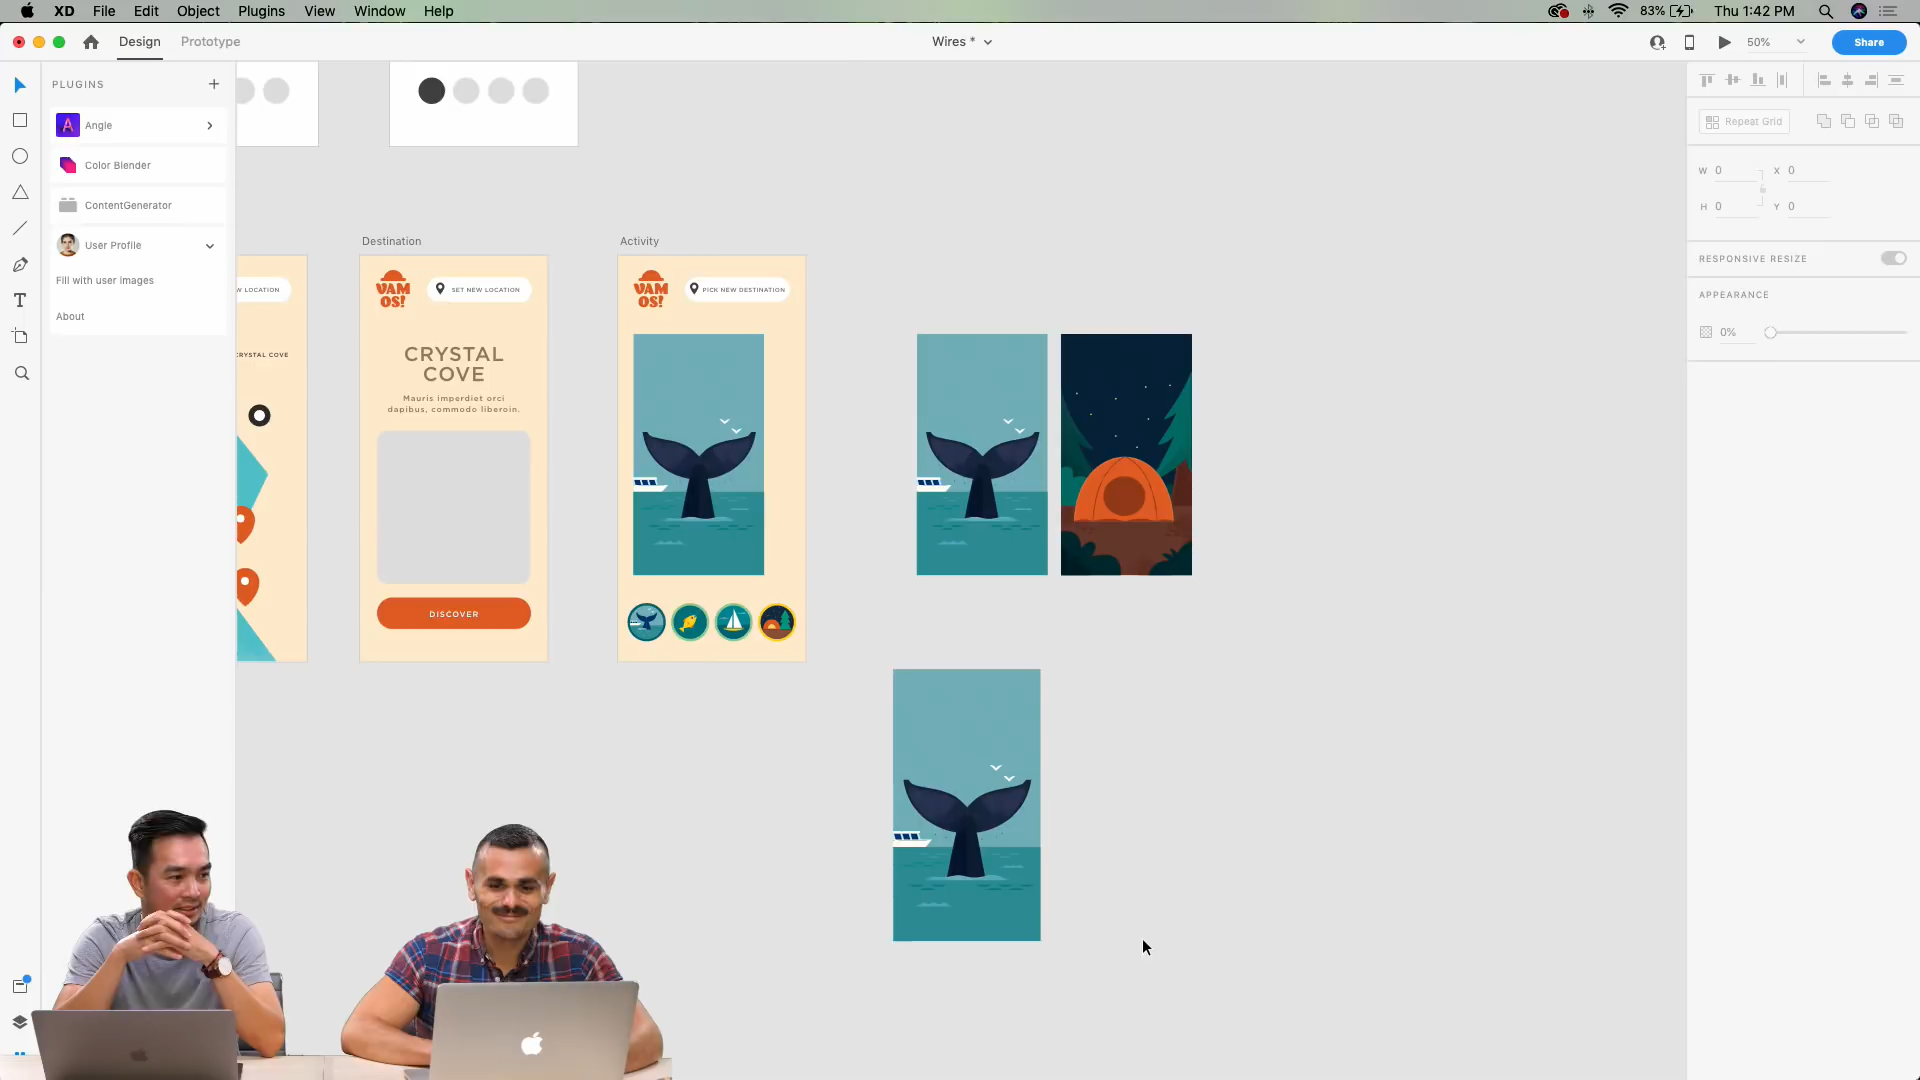 XD File Edit Object Plugins View Window Help
83% Thu 1:42 PM
Design Prototype
Wires *
50%
Share
PLUGINS
Angle
Color Blender
ContentGenerator
User Profile
Fill with user images
About
Repeat Grid
W 0 X 0
H 0 Y 0
RESPONSIVE RESIZE
APPEARANCE
0%
W LOCATION
CRYSTAL COVE
Destination
VAM
OS!
SET NEW LOCATION
CRYSTAL
COVE
Mauris imperdiet orci
dapibus, commodo liberoin.
DISCOVER
Activity
VAM
OS!
PICK NEW DESTINATION